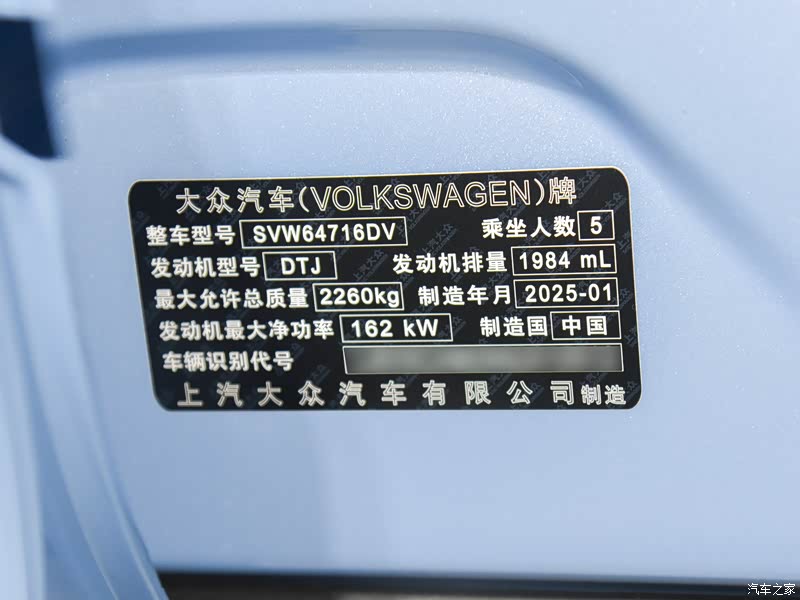 大众汽车(VOLKSWAGEN)牌
整车型号 SVW64716DV 乘坐人数 5
发动机型号 DTJ 发动机排量 1984 mL
最大允许总质量 2260kg 制造年月 2025-01
发动机最大净功率 162 kW 制造国 中国
车辆识别代号
上汽大众汽车有限公司制造
汽车之家